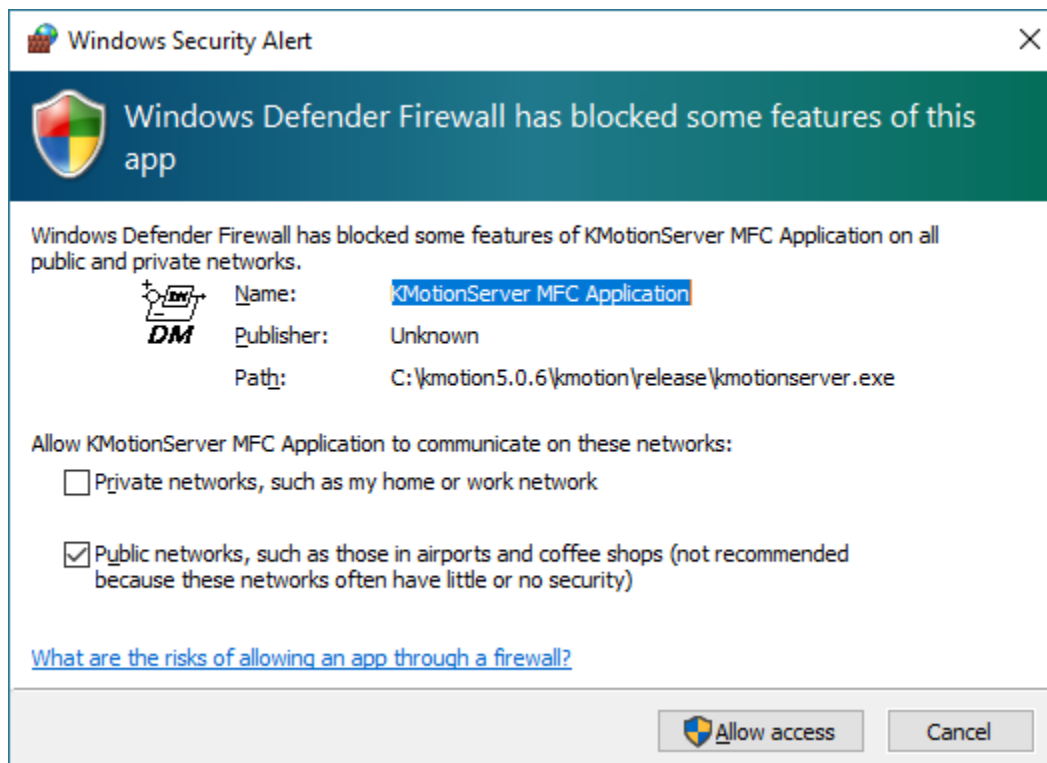 Windows Security Alert
Windows Defender Firewall has blocked some features of this
app
Windows Defender Firewall has blocked some features of KMotionServer MFC Application on all
public and private networks.
Name: KMotionServer MFC Application
DM
Publisher: Unknown
Path: C:\kmotion5.0.6\kmotion\release\kmotionserver.exe
Allow KMotionServer MFC Application to communicate on these networks:
Private networks, such as my home or work network
Public networks, such as those in airports and coffee shops (not recommended
because these networks often have little or no security)
What are the risks of allowing an app through a firewall?
Allow access Cancel